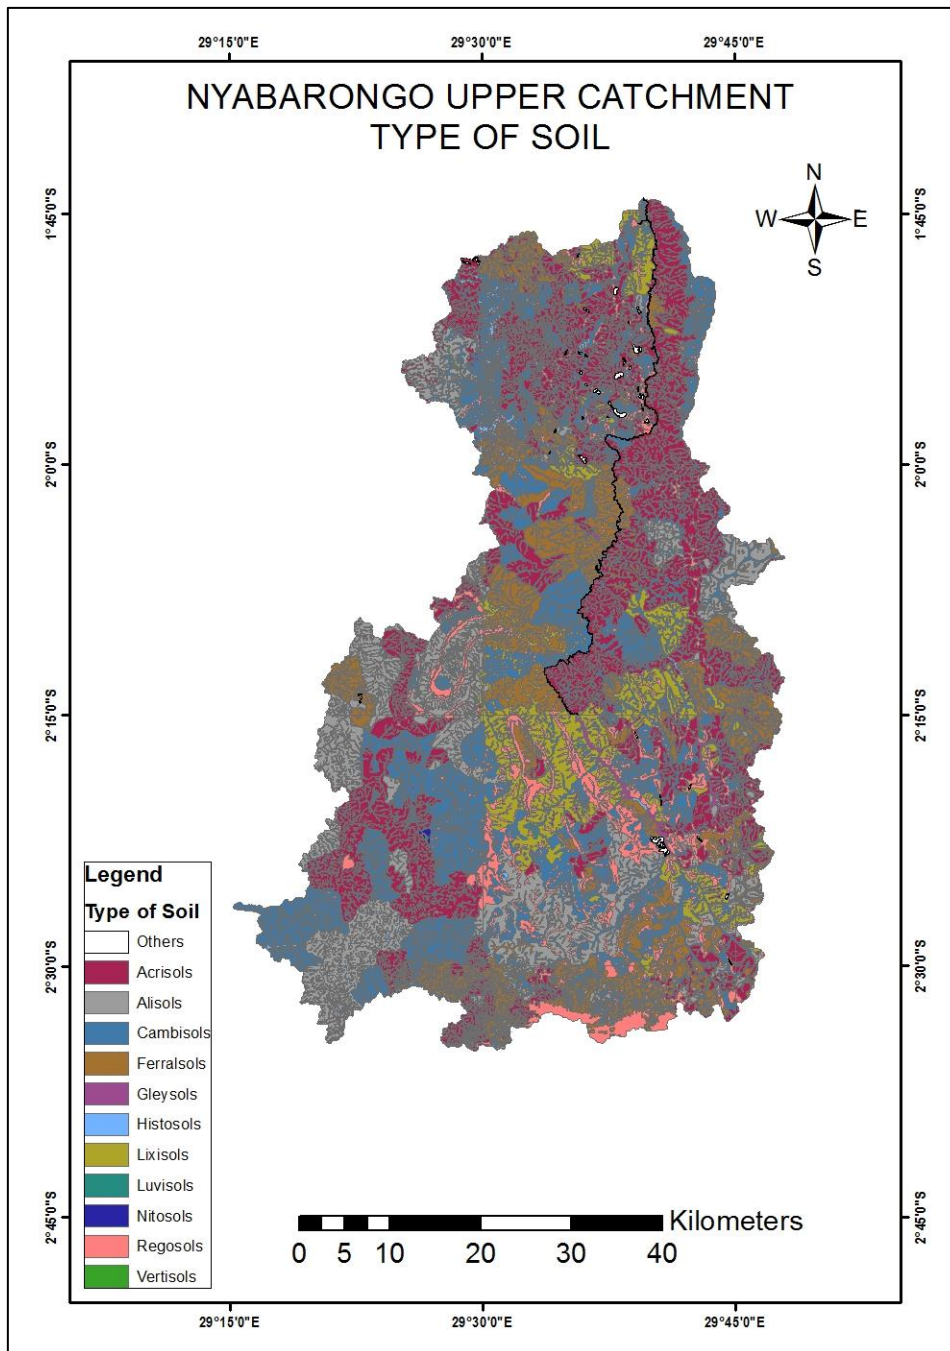 29°15'0"E 29°30'0"E 29°45'0"E
NYABARONGO UPPER CATCHMENT
TYPE OF SOIL
N
W E
S
1°45'0"S 1°45'0"S
2°0'0"S 2°0'0"S
2°15'0"S 2°15'0"S
2°30'0"S 2°30'0"S
2°45'0"S 2°45'0"S
Legend
Type of Soil
Others
Acrisols
Alisols
Cambisols
Ferralsols
Gleysols
Histosols
Lixisols
Luvisols
Nitosols
Regosols
Vertisols
Kilometers
0 5 10 20 30 40
29°15'0"E 29°30'0"E 29°45'0"E